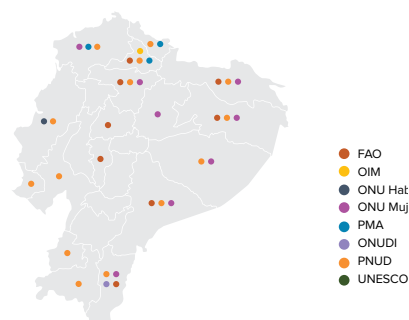 FAO
OIM
ONU Hab
ONU Muj
PMA
ONUDI
PNUD
UNESCO